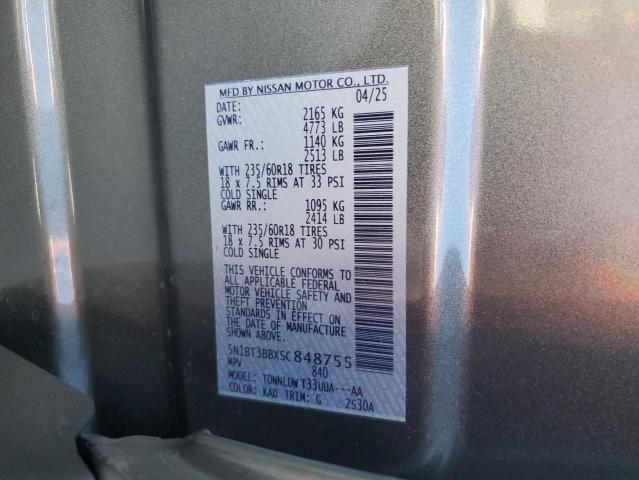 MFD BY NISSAN MOTOR CO., LTD.
DATE: 04/25
GVWR: 2165 KG
4773 LB
GAWR FR.: 1140 KG
2513 LB
WITH 235/60R18 TIRES
18 x 7.5 RIMS AT 33 PSI
COLD SINGLE
GAWR RR.: 1095 KG
2414 LB
WITH 235/60R18 TIRES
18 x 7.5 RIMS AT 30 PSI
COLD SINGLE
THIS VEHICLE CONFORMS TO
ALL APPLICABLE FEDERAL
MOTOR VEHICLE SAFETY AND
THEFT PREVENTION
STANDARDS IN EFFECT ON
THE DATE OF MANUFACTURE
SHOWN ABOVE.
5N1BT3BBXSC848755
MPV 840
MODEL: TDNNLDWT33UUA---AA
COLOR: KAD TRIM: G 2S30A